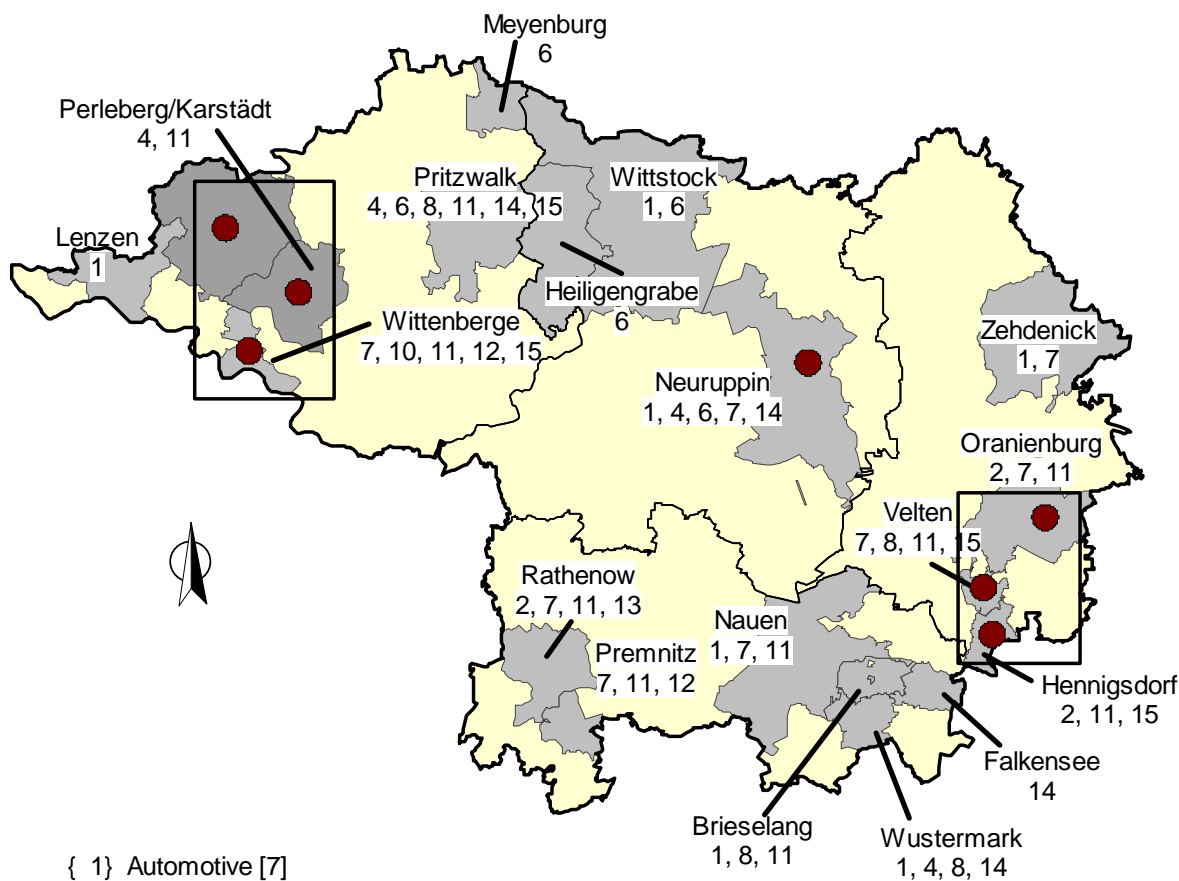 Meyenburg
6
Perleberg/Karstädt
4, 11
Pritzwalk
4, 6, 8, 11, 14, 15
Wittstock
1, 6
Lenzen
1
Heiligengrabe
6
Wittenberge
7, 10, 11, 12, 15
Zehdenick
1, 7
Neuruppin
1, 4, 6, 7, 14
Oranienburg
2, 7, 11
Velten
7, 8, 11, 15
Rathenow
2, 7, 11, 13
Nauen
1, 7, 11
Premnitz
7, 11, 12
Hennigsdorf
2, 11, 15
Falkensee
14
Brieselang
1, 8, 11
Wustermark
1, 4, 8, 14
{ 1} Automotive [7]